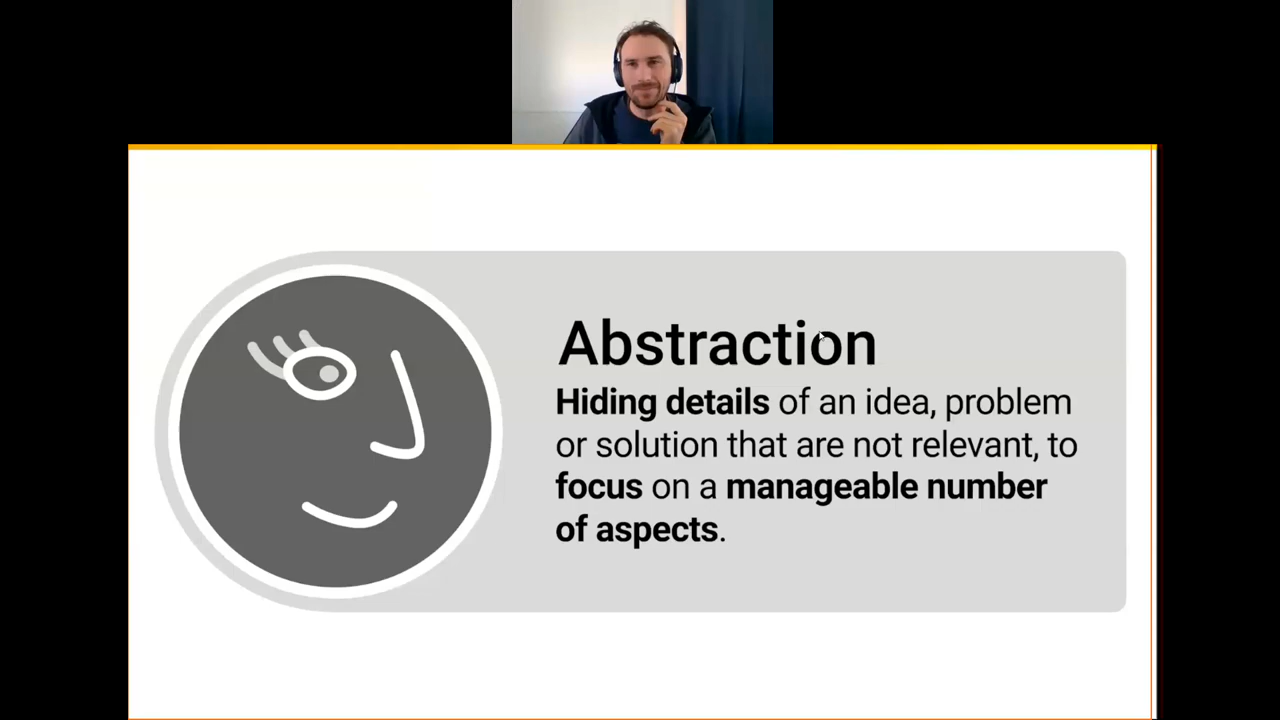 Abstraction
Hiding details of an idea, problem
or solution that are not relevant, to
focus on a manageable number
of aspects.